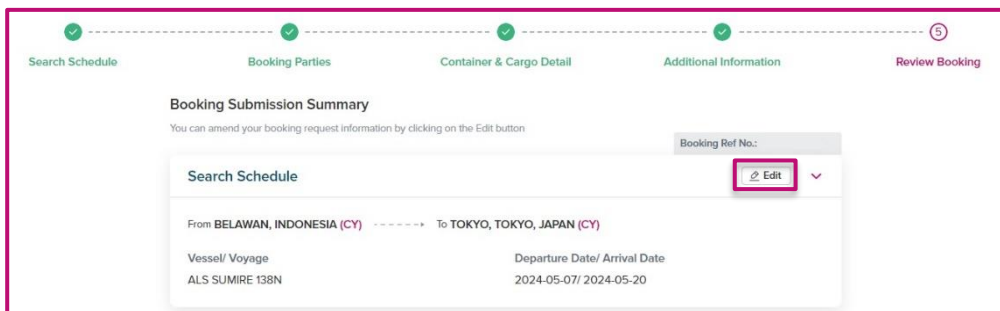 5
Search Schedule Booking Parties Container & Cargo Detail Additional Information Review Booking
Booking Submission Summary
You can amend your booking request information by clicking on the Edit button
Booking Ref No.:
Search Schedule Edit
From BELAWAN, INDONESIA (CY) To TOKYO, TOKYO, JAPAN (CY)
Vessel/ Voyage Departure Date/ Arrival Date
ALS SUMIRE 138N 2024-05-07/ 2024-05-20